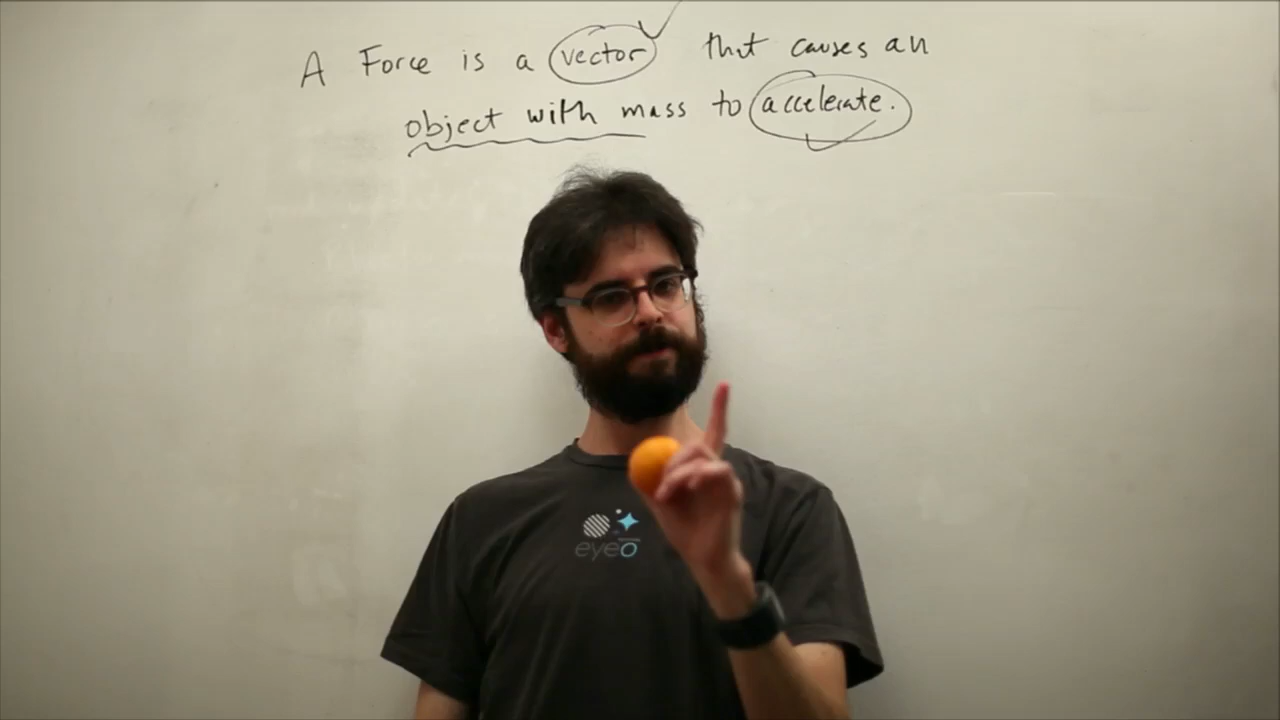 A Force is a vector that causes an
object with mass to accelerate.
eyeo